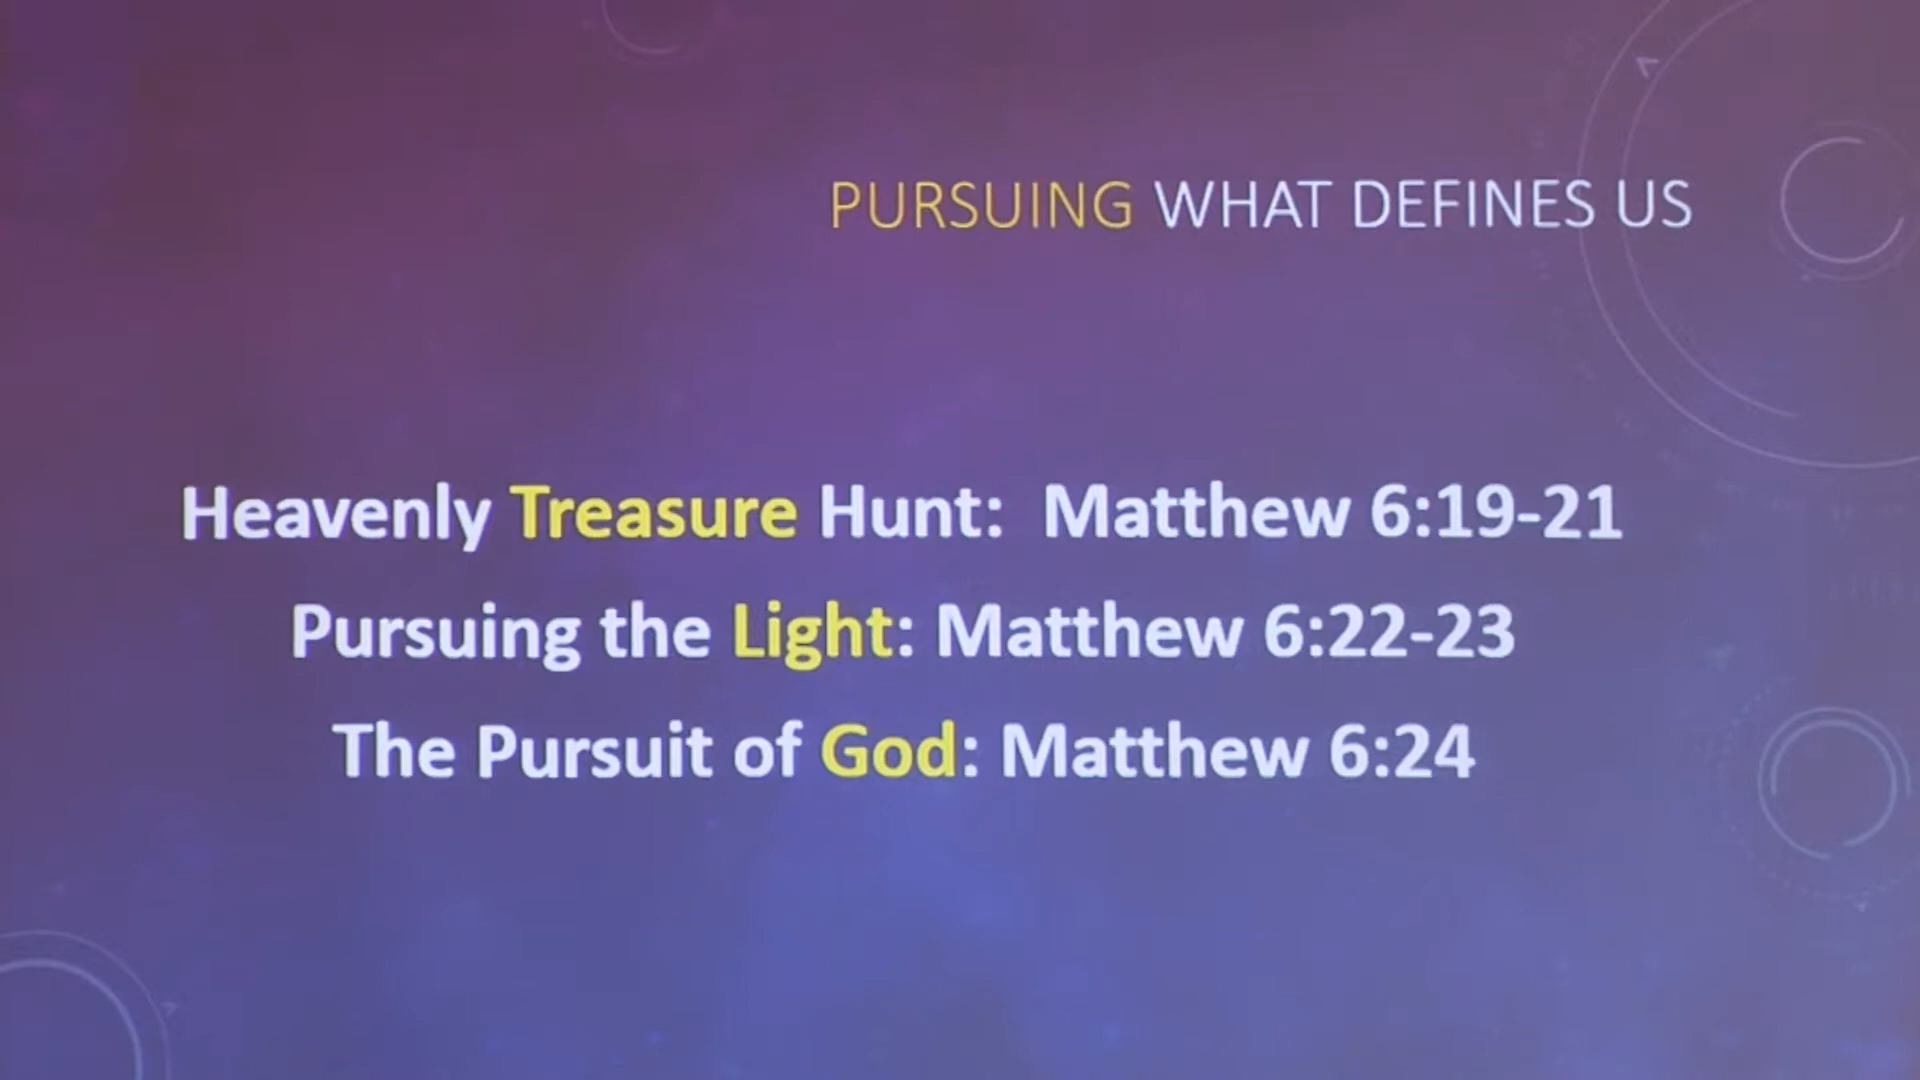 PURSUING WHAT DEFINES US
Heavenly Treasure Hunt: Matthew 6:19-21
Pursuing the Light: Matthew 6:22-23
The Pursuit of God: Matthew 6:24